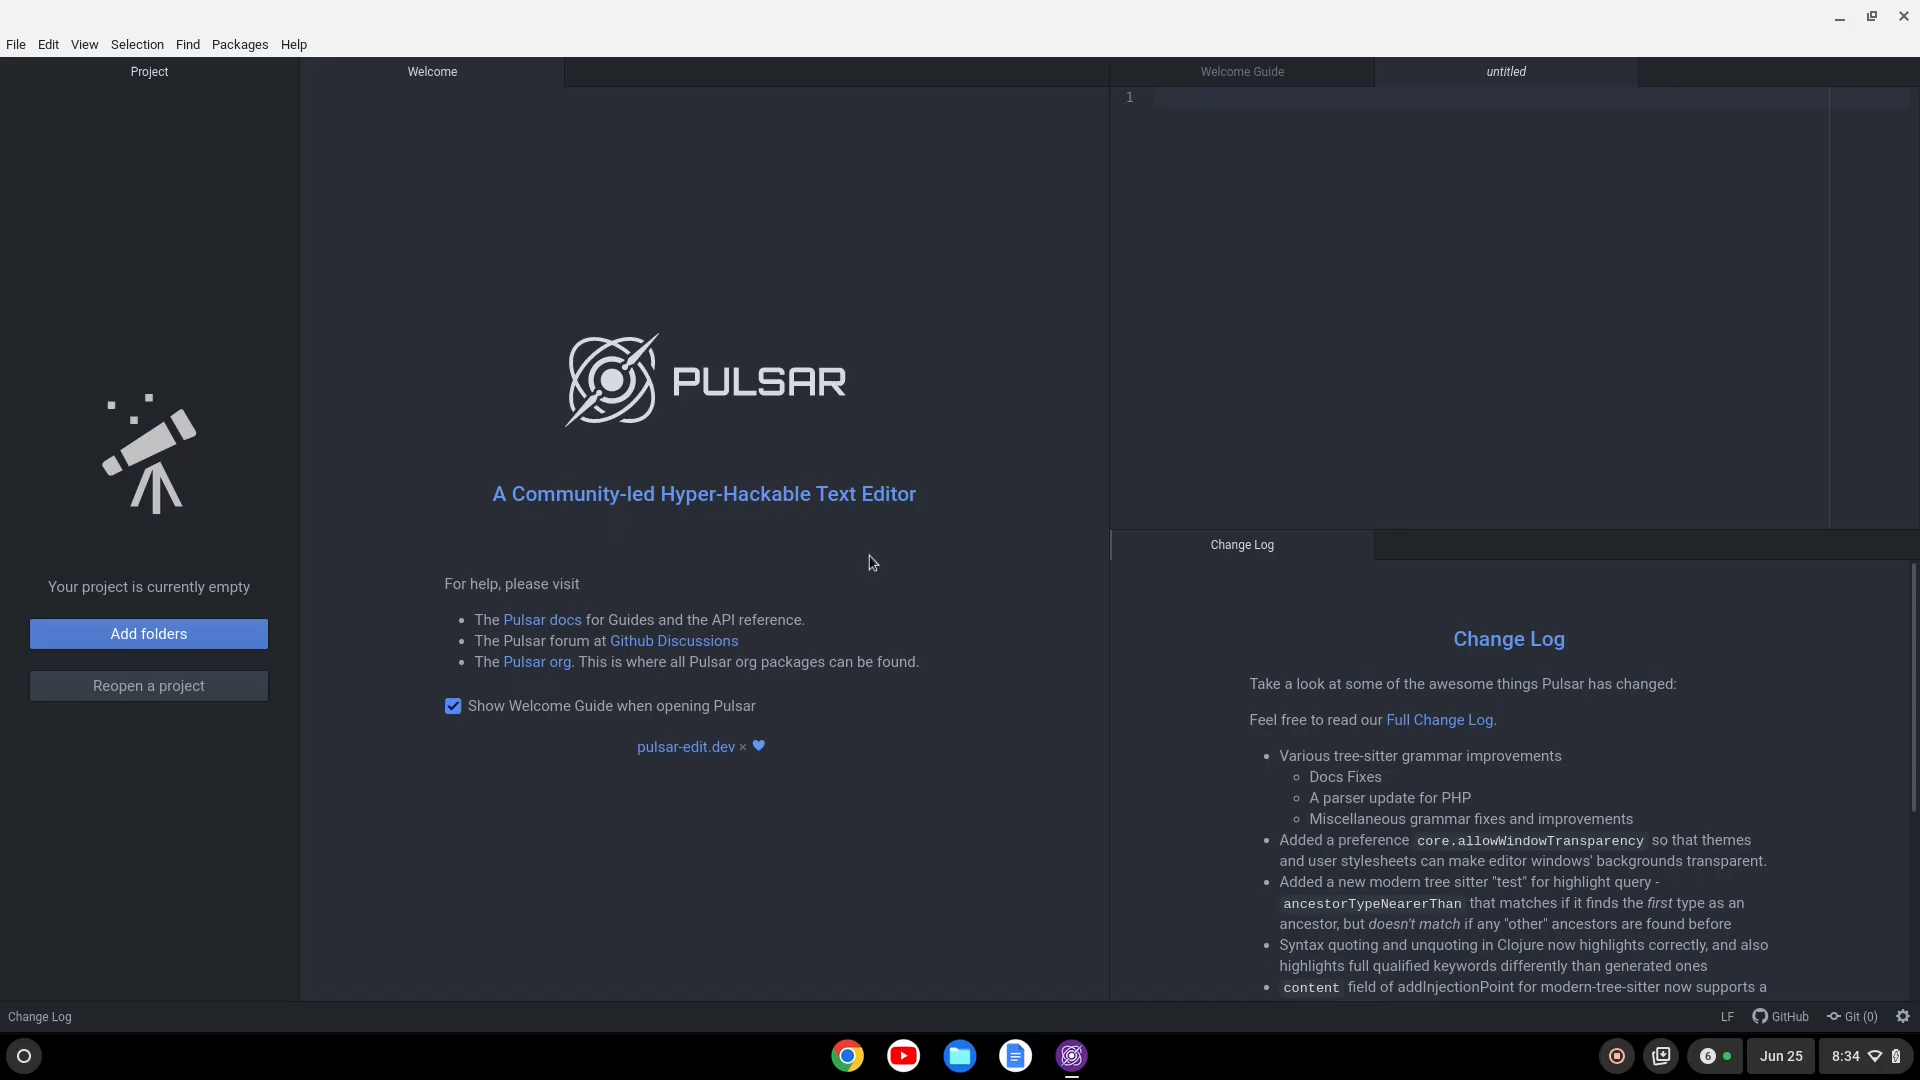 File Edit View Selection Find Packages Help
Project
Welcome
Welcome Guide
untitled
1
PULSAR
A Community-led Hyper-Hackable Text Editor
For help, please visit
The Pulsar docs for Guides and the API reference.
The Pulsar forum at Github Discussions
The Pulsar org. This is where all Pulsar org packages can be found.
Show Welcome Guide when opening Pulsar
pulsar-edit.dev ×
Your project is currently empty
Add folders
Reopen a project
Change Log
Change Log
Take a look at some of the awesome things Pulsar has changed:
Feel free to read our Full Change Log.
Various tree-sitter grammar improvements
Docs Fixes
A parser update for PHP
Miscellaneous grammar fixes and improvements
Added a preference core.allowWindowTransparency so that themes
and user stylesheets can make editor windows' backgrounds transparent.
Added a new modern tree sitter "test" for highlight query -
ancestorTypeNearerThan that matches if it finds the first type as an
ancestor, but doesn't match if any "other" ancestors are found before
Syntax quoting and unquoting in Clojure now highlights correctly, and also
highlights full qualified keywords differently than generated ones
content field of addInjectionPoint for modern-tree-sitter now supports a
Change Log
LF GitHub Git (0)
6 Jun 25 8:34